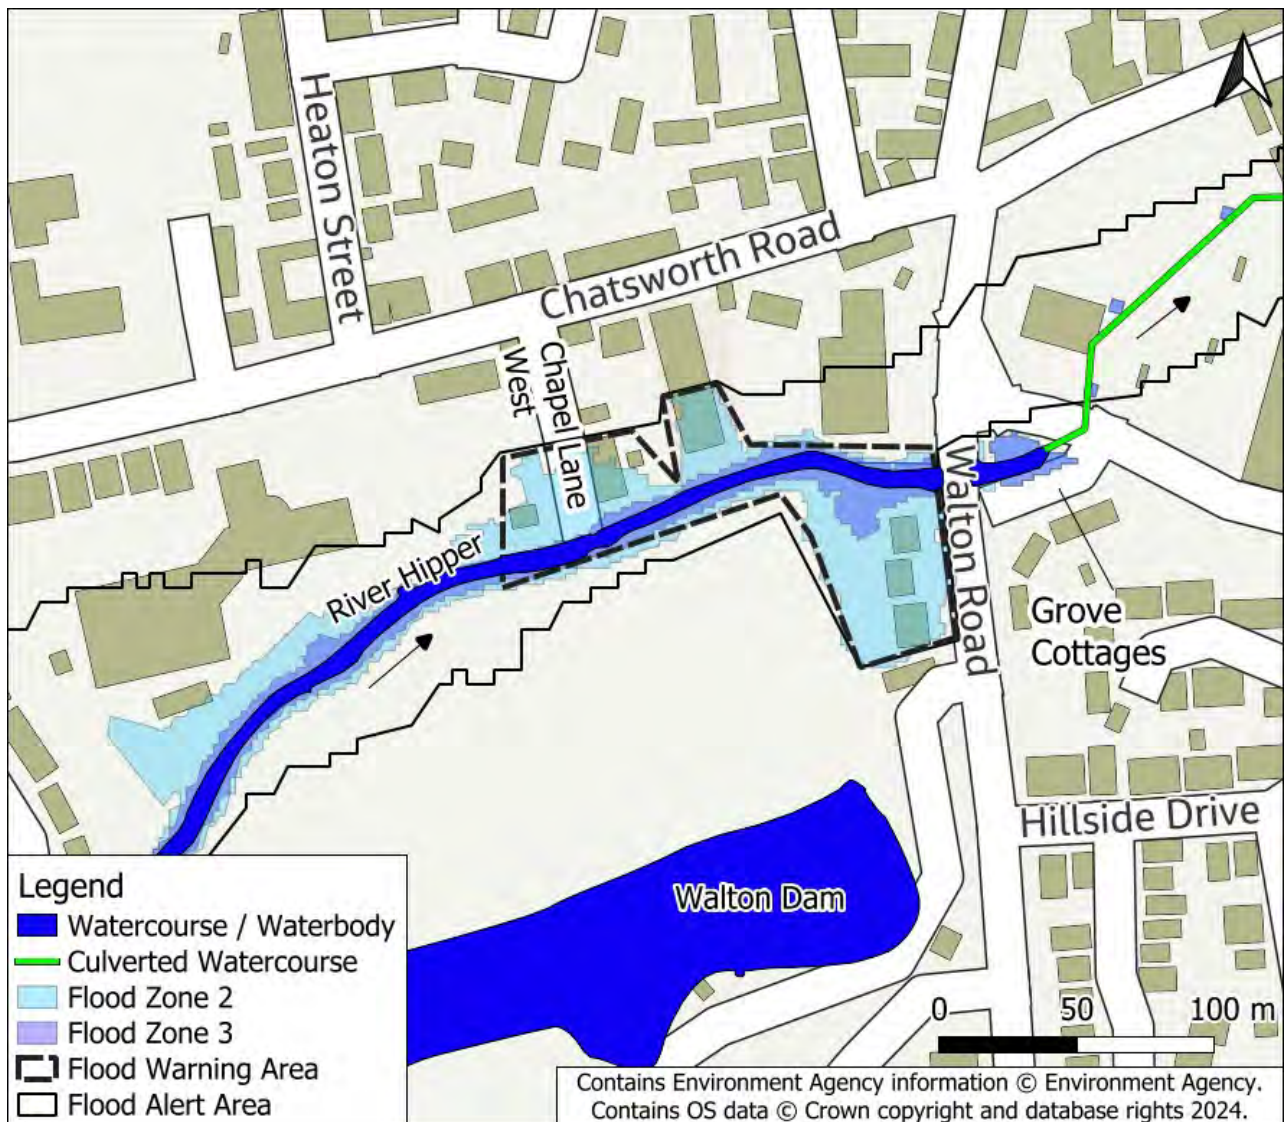 Heaton Street
Chatsworth Road
Chapel Lane
West
River Hipper
Walton Road
Grove
Cottages
Hillside Drive
Walton Dam
Legend
Watercourse / Waterbody
Culverted Watercourse
Flood Zone 2
Flood Zone 3
Flood Warning Area
Flood Alert Area
0 50 100 m
Contains Environment Agency information © Environment Agency.
Contains OS data © Crown copyright and database rights 2024.